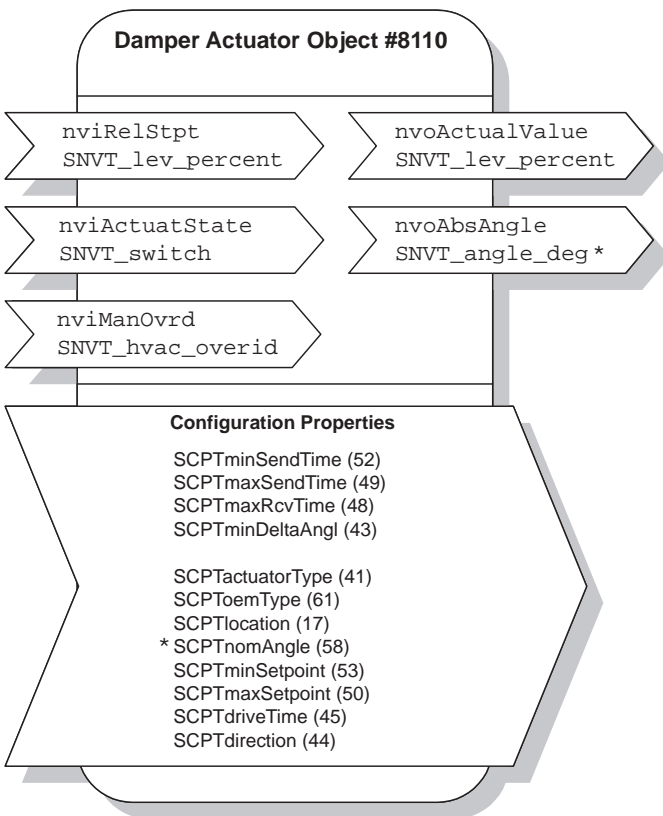 Damper Actuator Object #8110
nviRelStpt
SNVT_lev_percent
nvoActualValue
SNVT_lev_percent
nviActuatState
SNVT_switch
nvoAbsAngle
SNVT_angle_deg *
nviManOvrd
SNVT_hvac_overid
Configuration Properties
SCPTminSendTime (52)
SCPTmaxSendTime (49)
SCPTmaxRcvTime (48)
SCPTminDeltaAngl (43)
SCPTactuatorType (41)
SCPToemType (61)
SCPTlocation (17)
* SCPTnomAngle (58)
SCPTminSetpoint (53)
SCPTmaxSetpoint (50)
SCPTdriveTime (45)
SCPTdirection (44)